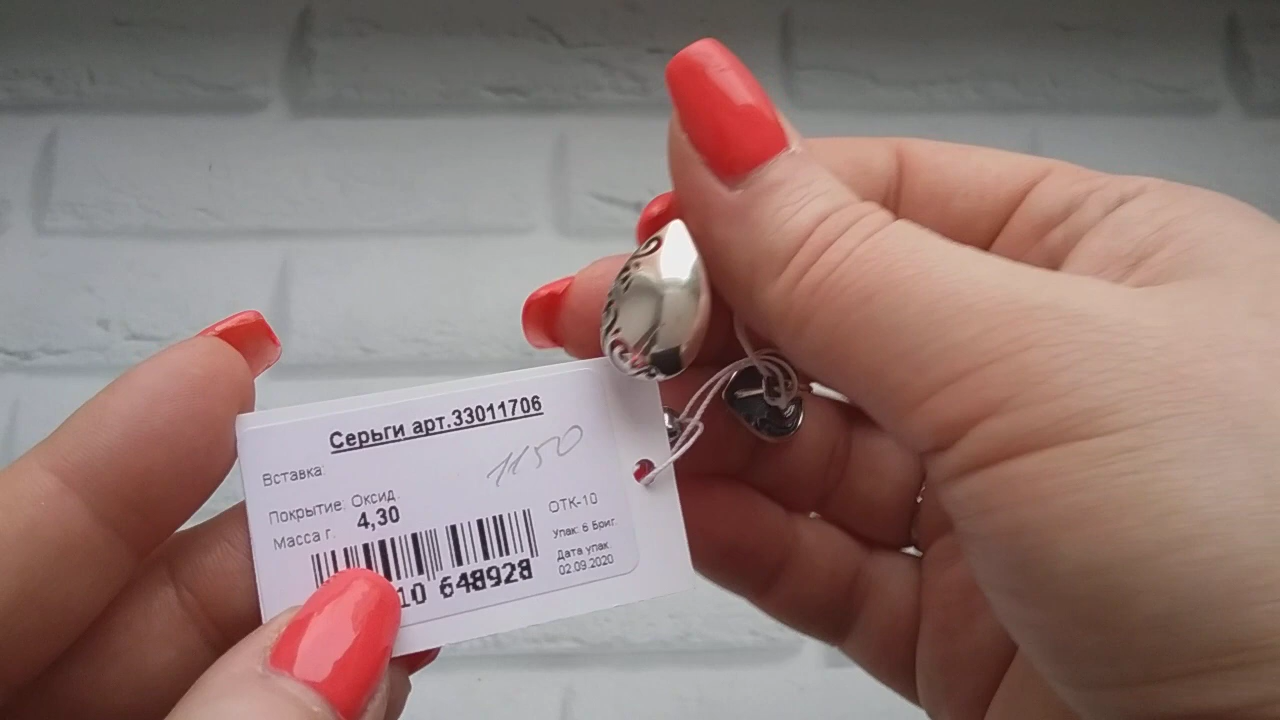 Серьги арт.33011706
1150
Вставка:
Покрытие: Оксид.
Масса г. 4,30
ОТК-10
Упак: 6 Бриг.
Дата упак.
02.09.2020
10 648928